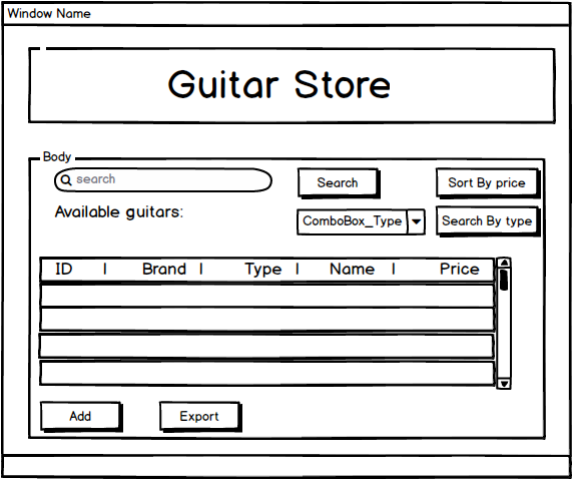 Window Name
Guitar Store
Body
search
Search
Sort By price
Available guitars:
ComboBox_Type
Search By type
ID | Brand | Type | Name | Price
Add
Export